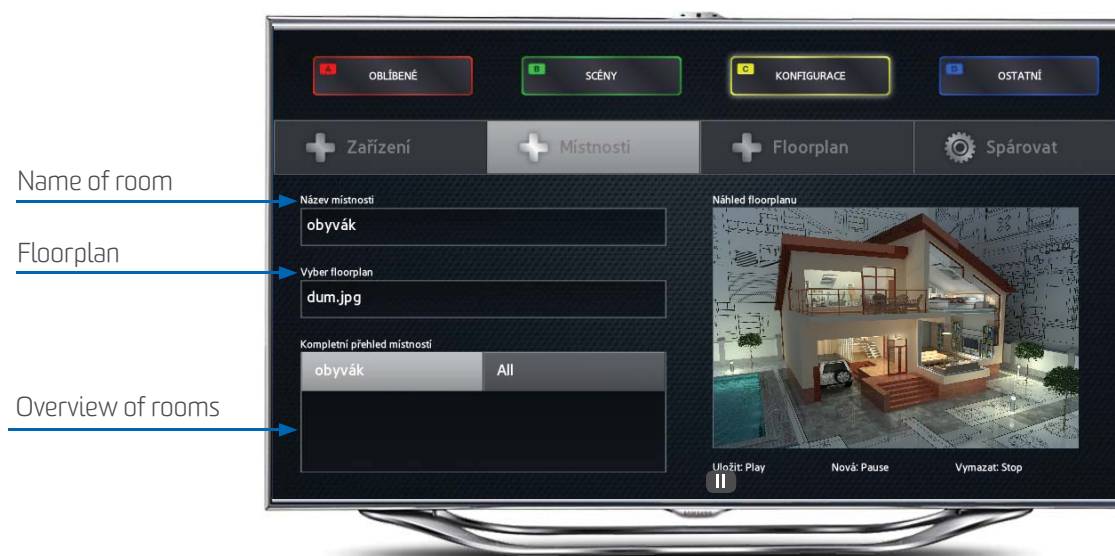 A OBLÍBENÉ
B SCÉNY
C KONFIGURACE
D OSTATNÍ
Zařízení
Místnosti
Floorplan
Spárovat
Name of room
Název místnosti
obyvák
Náhled floorplanu
Floorplan
Vyber floorplan
dum.jpg
Kompletní přehled místností
obyvák
All
Overview of rooms
Uložit: Play
Nová: Pause
Vymazat: Stop
SAMSUNG